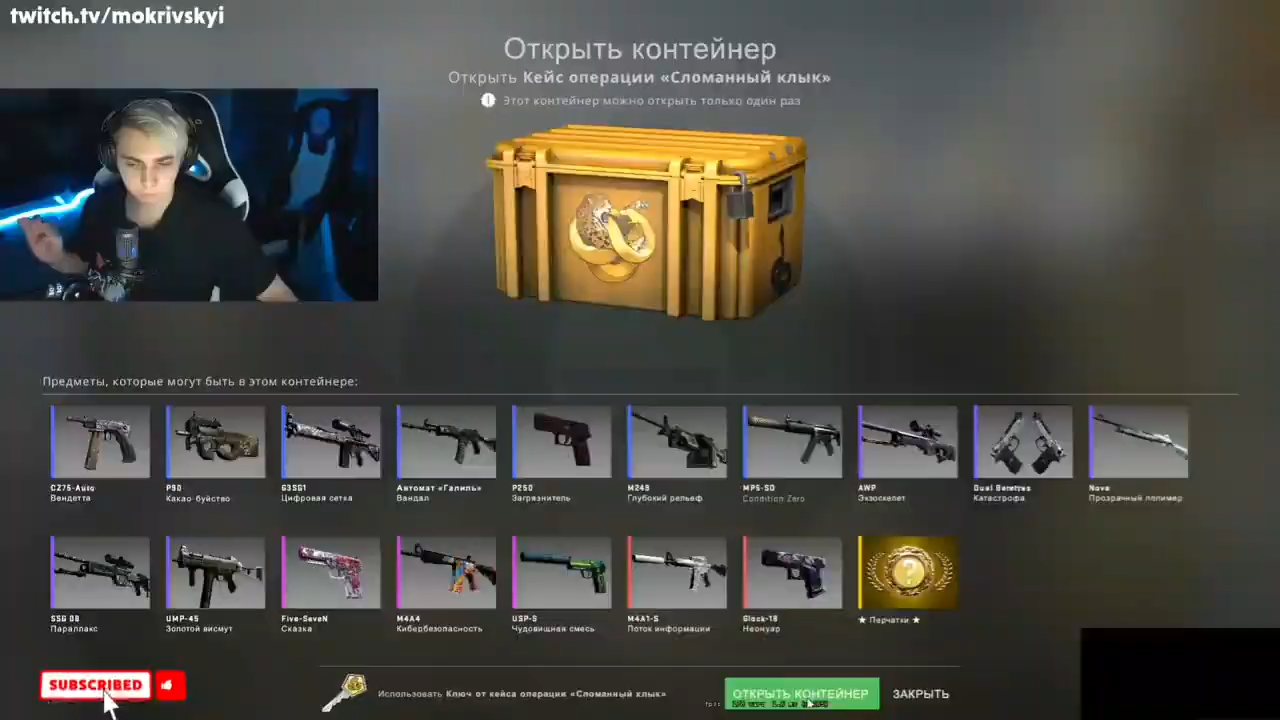 twitch.tv/mokrivskyi
Открыть контейнер
Открыть Кейс операции «Сломанный клык»
Этот контейнер можно открыть только один раз
Предметы, которые могут быть в этом контейнере:
CZ75-Auto
Вендетта
P90
Какао-буйство
G3SG1
Цифровая сетка
Автомат «Галиль»
Вандал
P250
Загрязнитель
M249
Глубокий рельеф
MP5-SD
Condition Zero
AWP
Экзоскелет
Dual Berettas
Катастрофа
Nova
Прозрачный полимер
SSG 08
Параллакс
UMP-45
Золотой висмут
Five-SeveN
Сказка
M4A4
Кибербезопасность
USP-S
Чудовищная смесь
M4A1-S
Поток информации
Glock-18
Неонуар
★ Перчатки ★
SUBSCRIBED
Использовать Ключ от кейса операции «Сломанный клык»
ОТКРЫТЬ КОНТЕЙНЕР
ЗАКРЫТЬ